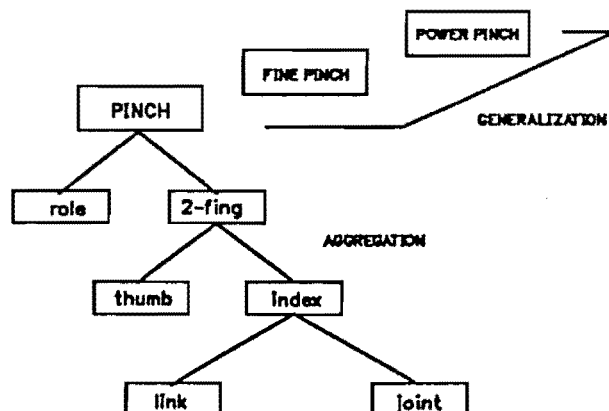 POWER PINCH
FINE PINCH
PINCH
GENERALIZATION
role
2-fing
AGGREGATION
thumb
index
link
joint